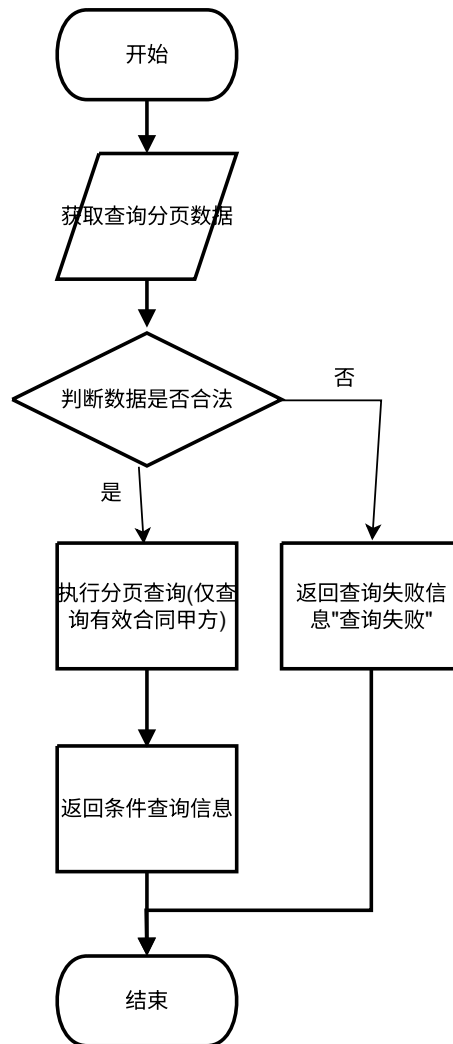 开始
获取查询分页数据
判断数据是否合法
否
是
执行分页查询(仅查
询有效合同甲方)
返回查询失败信
息"查询失败"
返回条件查询信息
结束